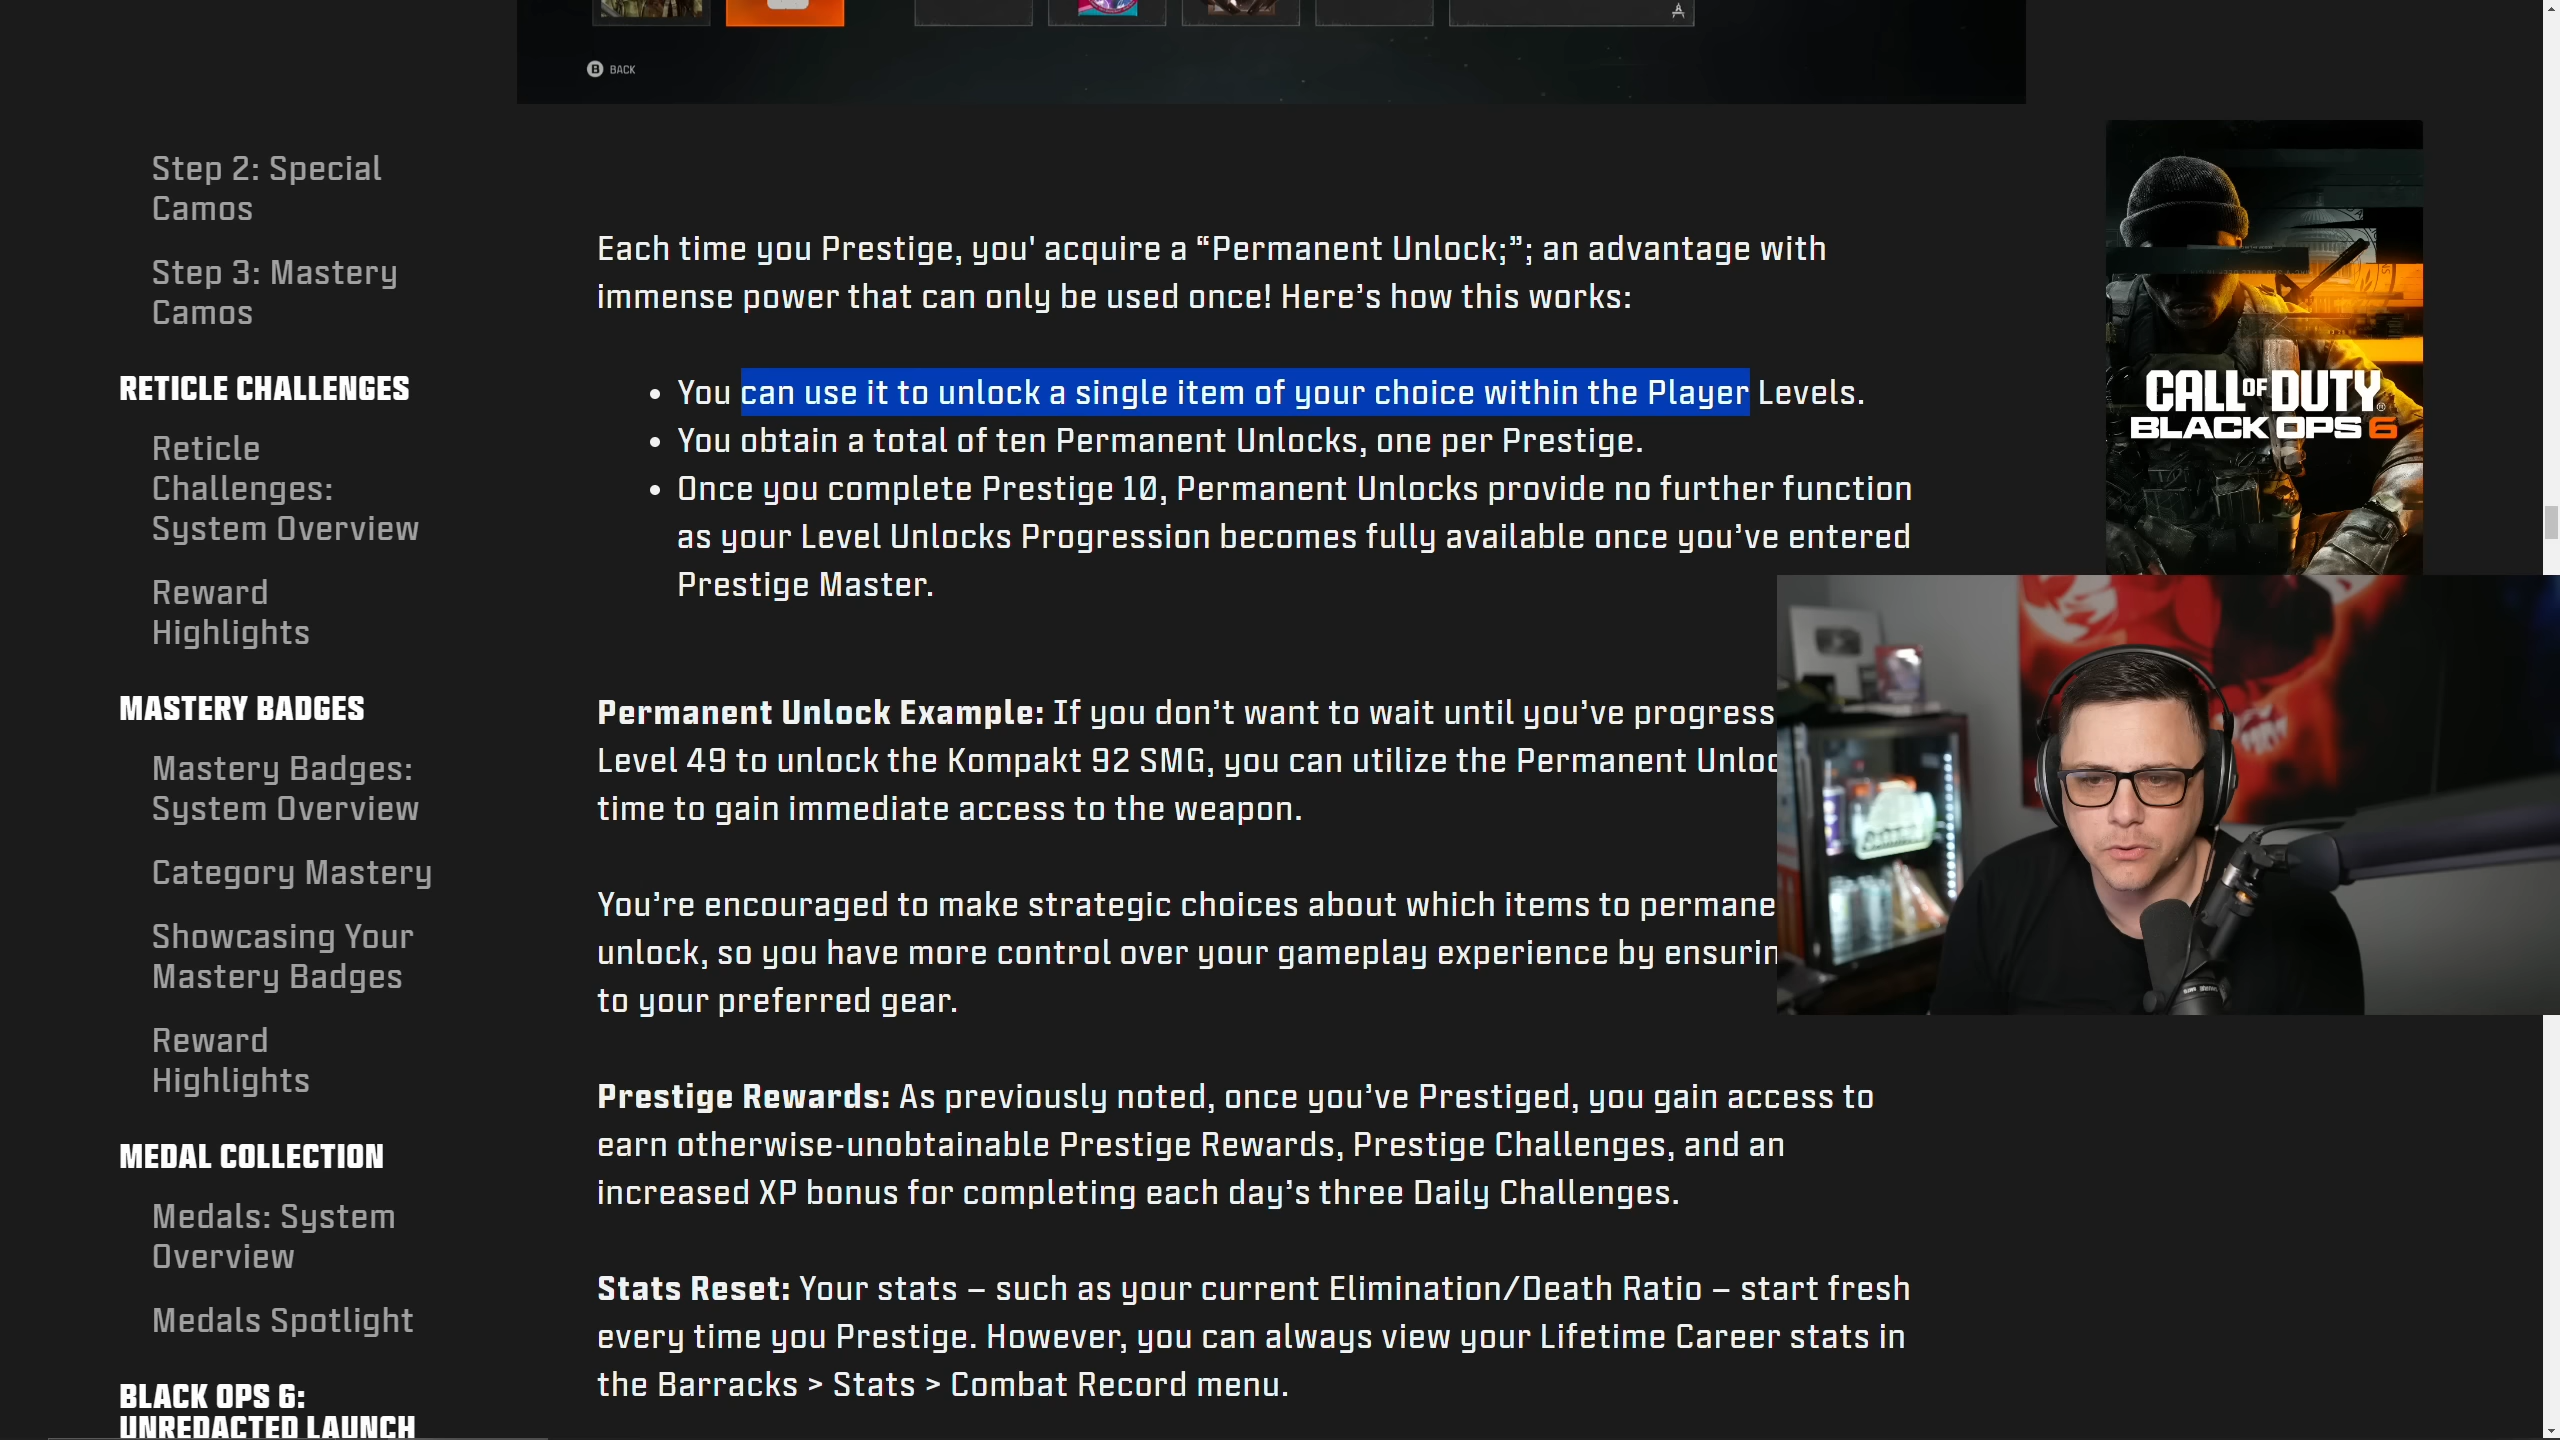 B BACK
Step 2: Special
Camos
Step 3: Mastery
Camos
RETICLE CHALLENGES
Reticle
Challenges:
System Overview
Reward
Highlights
MASTERY BADGES
Mastery Badges:
System Overview
Category Mastery
Showcasing Your
Mastery Badges
Reward
Highlights
MEDAL COLLECTION
Medals: System
Overview
Medals Spotlight
BLACK OPS 6:
UNREDACTED LAUNCH
Each time you Prestige, you' acquire a “Permanent Unlock;”; an advantage with
immense power that can only be used once! Here’s how this works:
• You can use it to unlock a single item of your choice within the Player Levels.
• You obtain a total of ten Permanent Unlocks, one per Prestige.
• Once you complete Prestige 10, Permanent Unlocks provide no further function
as your Level Unlocks Progression becomes fully available once you’ve entered
Prestige Master.
Permanent Unlock Example: If you don’t want to wait until you’ve progress
Level 49 to unlock the Kompakt 92 SMG, you can utilize the Permanent Unloc
time to gain immediate access to the weapon.
You’re encouraged to make strategic choices about which items to permane
unlock, so you have more control over your gameplay experience by ensurin
to your preferred gear.
Prestige Rewards: As previously noted, once you’ve Prestiged, you gain access to
earn otherwise-unobtainable Prestige Rewards, Prestige Challenges, and an
increased XP bonus for completing each day’s three Daily Challenges.
Stats Reset: Your stats – such as your current Elimination/Death Ratio – start fresh
every time you Prestige. However, you can always view your Lifetime Career stats in
the Barracks > Stats > Combat Record menu.
CALL OF DUTY®
BLACK OPS 6